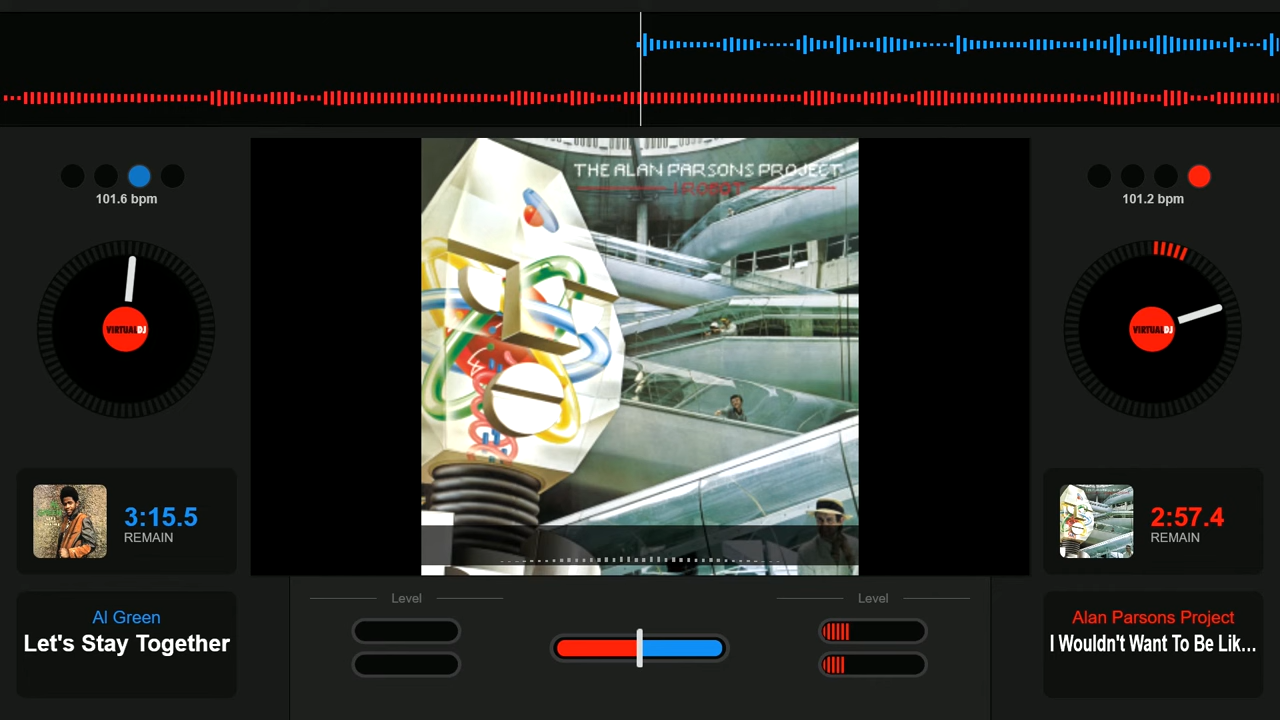 THE ALAN PARSONS PROJECT
I ROBOT
101.6 bpm
101.2 bpm
VIRTUALDJ
VIRTUALDJ
3:15.5
REMAIN
2:57.4
REMAIN
Level
Level
Al Green
Let's Stay Together
Alan Parsons Project
I Wouldn't Want To Be Lik...